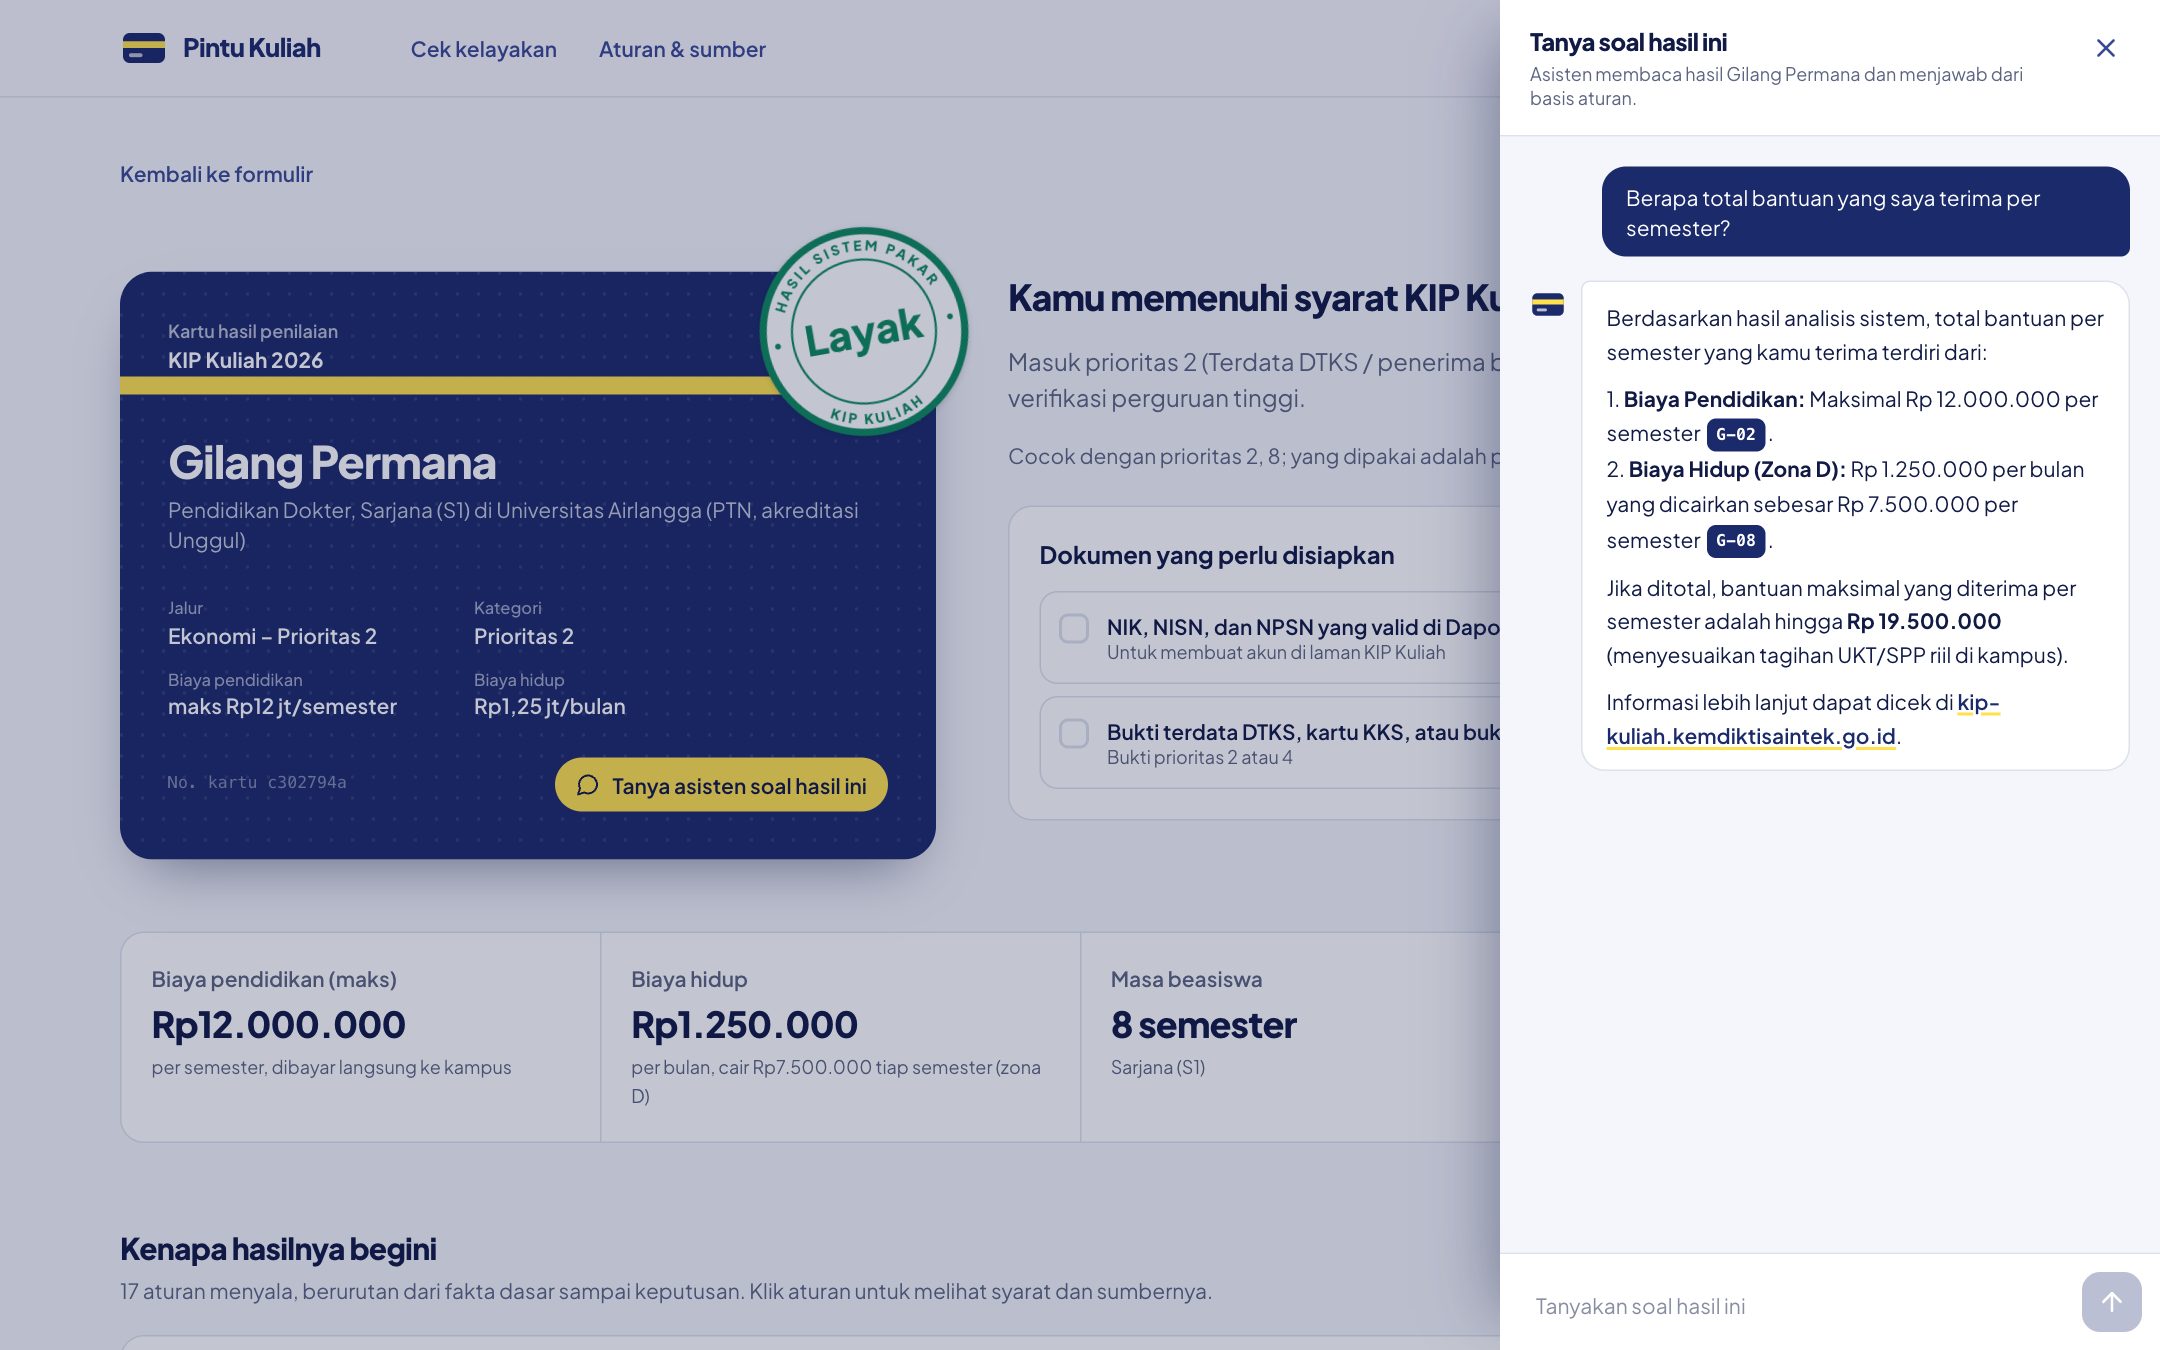 Pintu Kuliah
Cek kelayakan
Aturan & sumber
Kembali ke formulir
Kartu hasil penilaian
KIP Kuliah 2026
HASIL SISTEM PAKAR
Layak
KIP KULIAH
Gilang Permana
Pendidikan Dokter, Sarjana (S1) di Universitas Airlangga (PTN, akreditasi
Unggul)
Jalur
Ekonomi – Prioritas 2
Kategori
Prioritas 2
Biaya pendidikan
maks Rp12 jt/semester
Biaya hidup
Rp1,25 jt/bulan
No. kartu c302794a
Tanya asisten soal hasil ini
Kamu memenuhi syarat KIP Ku
Masuk prioritas 2 (Terdata DTKS / penerima b
verifikasi perguruan tinggi.
Cocok dengan prioritas 2, 8; yang dipakai adalah p
Dokumen yang perlu disiapkan
NIK, NISN, dan NPSN yang valid di Dapo
Untuk membuat akun di laman KIP Kuliah
Bukti terdata DTKS, kartu KKS, atau buk
Bukti prioritas 2 atau 4
Biaya pendidikan (maks)
Rp12.000.000
per semester, dibayar langsung ke kampus
Biaya hidup
Rp1.250.000
per bulan, cair Rp7.500.000 tiap semester (zona
D)
Masa beasiswa
8 semester
Sarjana (S1)
Kenapa hasilnya begini
17 aturan menyala, berurutan dari fakta dasar sampai keputusan. Klik aturan untuk melihat syarat dan sumbernya.
Tanya soal hasil ini
Asisten membaca hasil Gilang Permana dan menjawab dari
basis aturan.
Berapa total bantuan yang saya terima per
semester?
Berdasarkan hasil analisis sistem, total bantuan per
semester yang kamu terima terdiri dari:
1. Biaya Pendidikan: Maksimal Rp 12.000.000 per
semester G-02 .
2. Biaya Hidup (Zona D): Rp 1.250.000 per bulan
yang dicairkan sebesar Rp 7.500.000 per
semester G-08 .
Jika ditotal, bantuan maksimal yang diterima per
semester adalah hingga Rp 19.500.000
(menyesuaikan tagihan UKT/SPP riil di kampus).
Informasi lebih lanjut dapat dicek di kip-
kuliah.kemdiktisaintek.go.id.
Tanyakan soal hasil ini